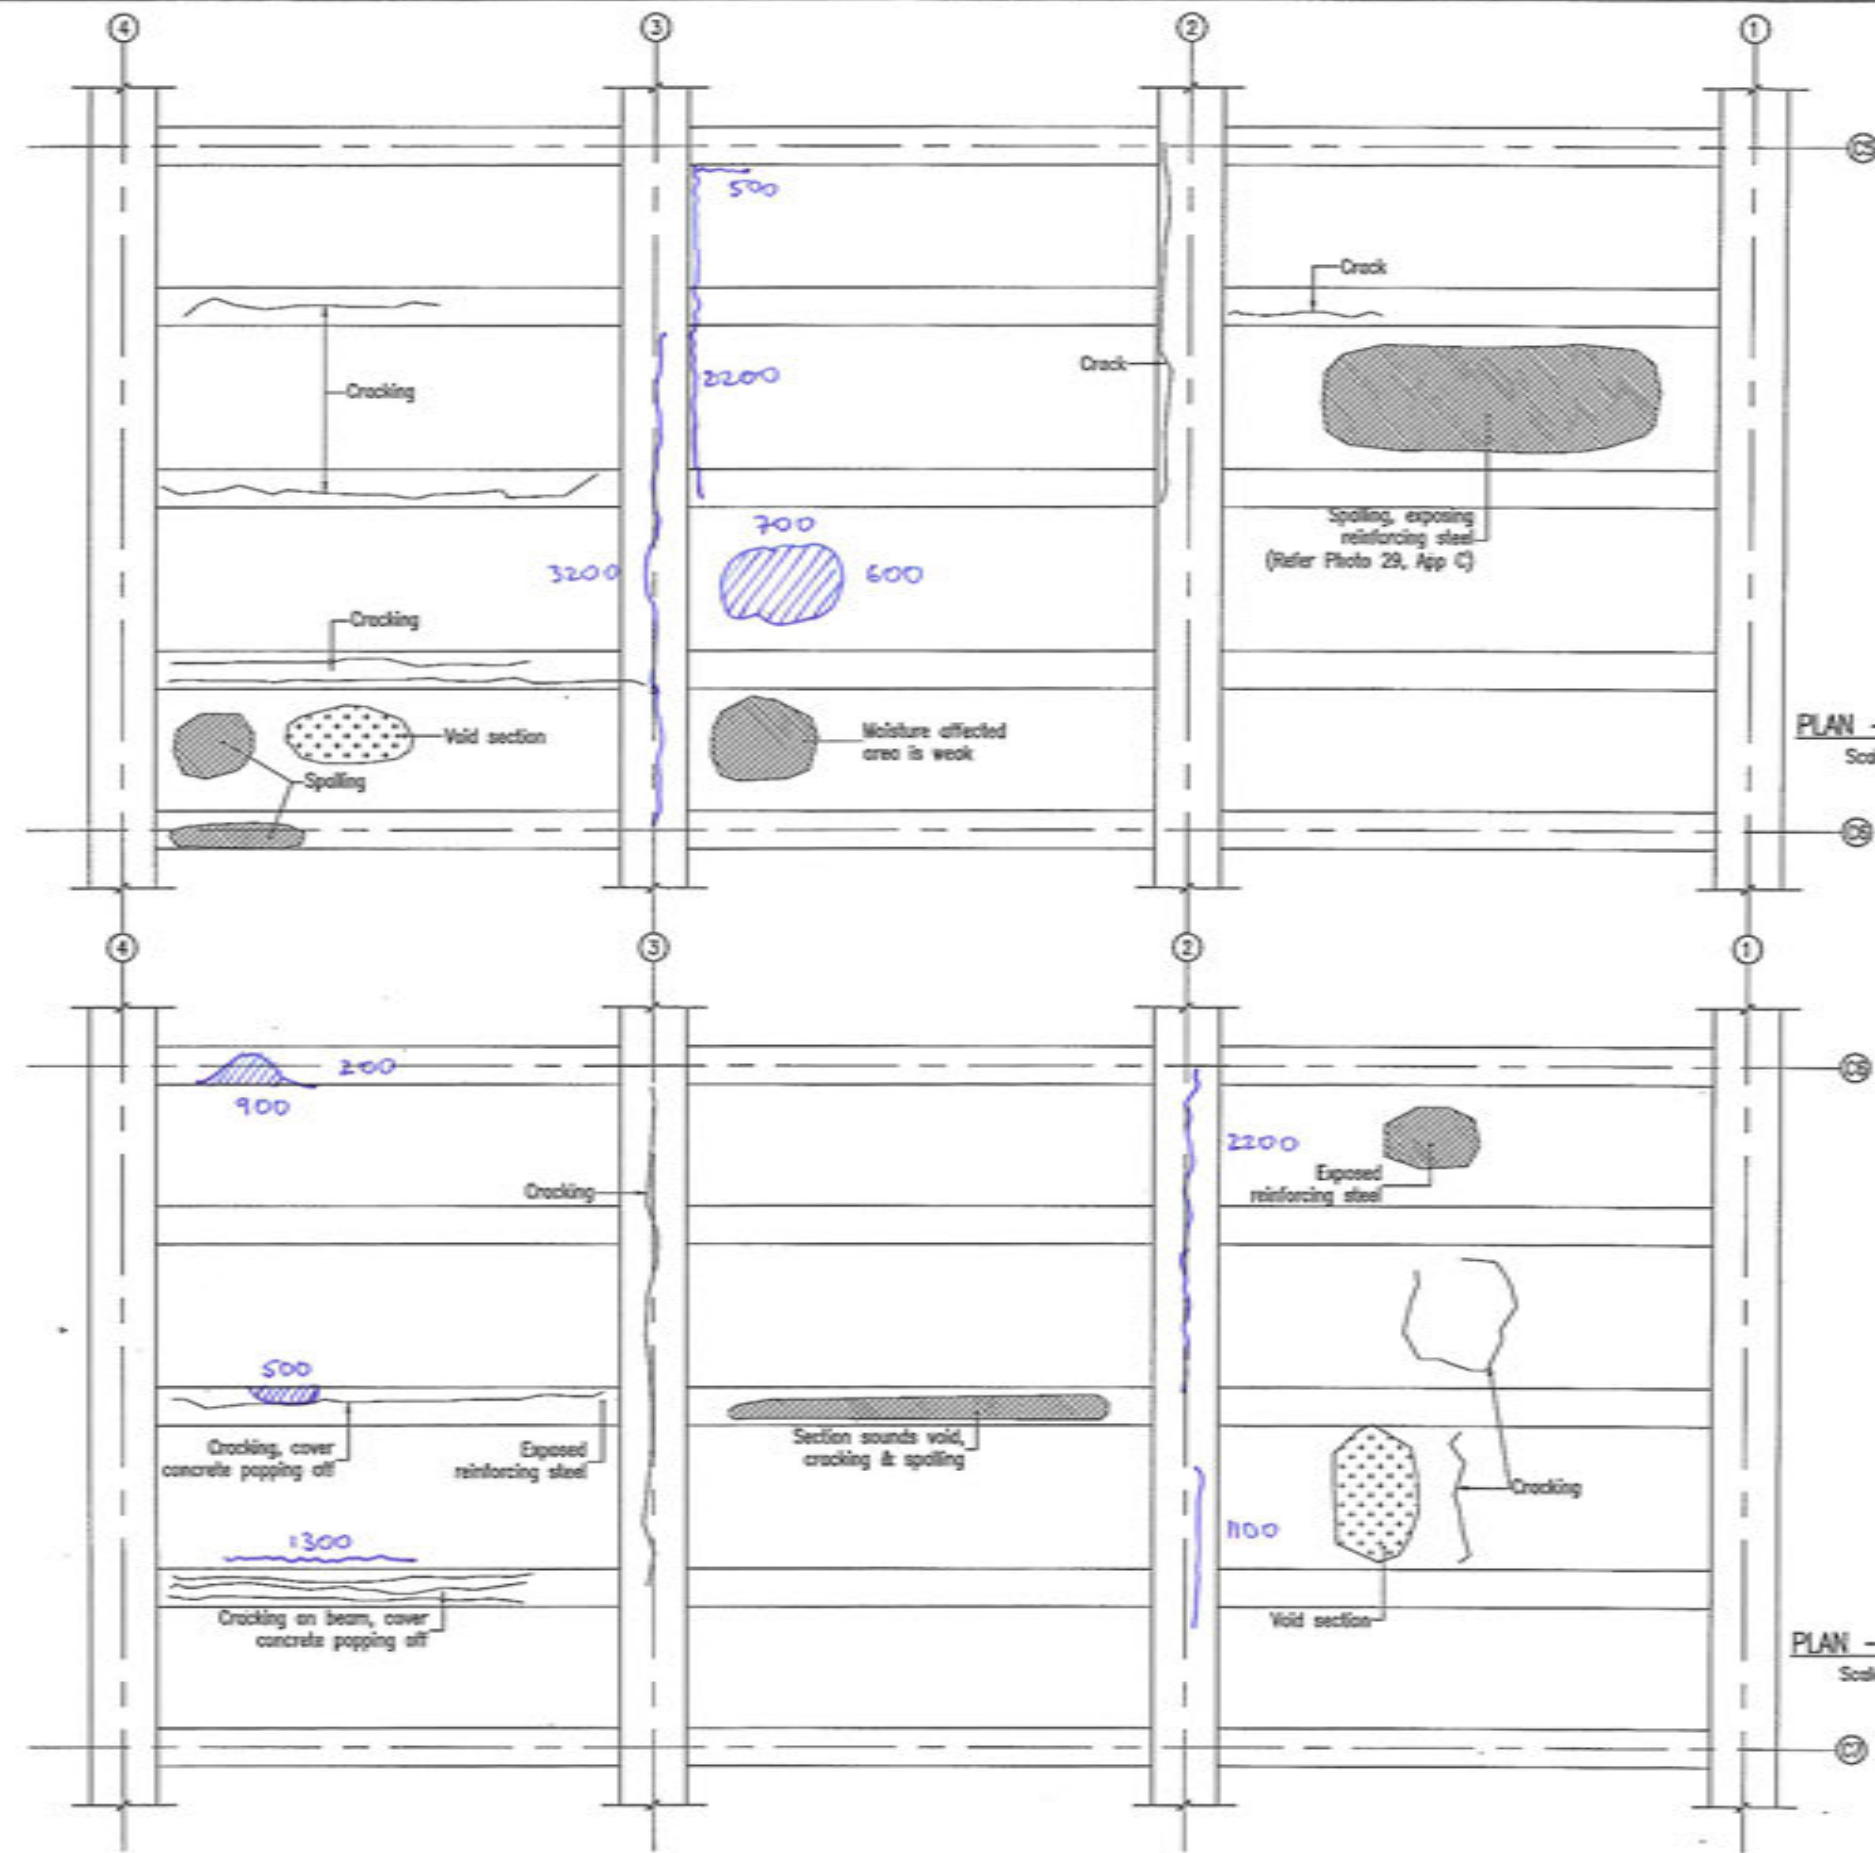 4
3
2
1
C5
500
Crack
2200
Crack
Cracking
Spalling, exposing
reinforcing steel
(Refer Photo 29, App C)
700
3200
600
Cracking
Void section
Moisture affected
area is weak
PLAN -
Spalling
C6
4
3
2
1
200
C6
900
2200
Exposed
reinforcing steel
Cracking
500
Cracking, cover
concrete popping off
Exposed
reinforcing steel
Section sounds void,
cracking & spalling
Cracking
1300
1100
Cracking on beam, cover
concrete popping off
Void section
PLAN -
C7